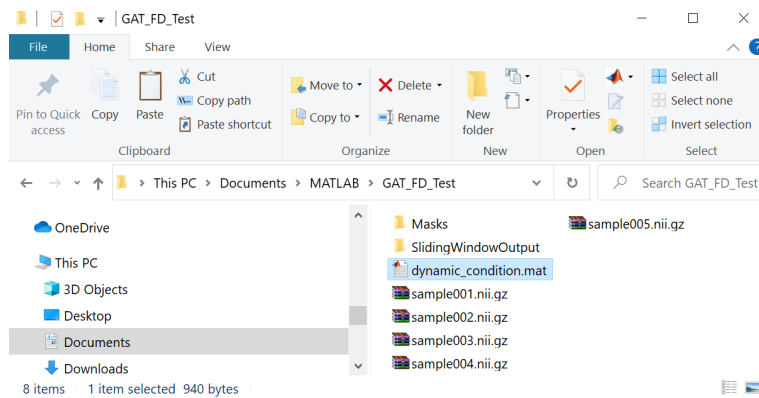 GAT_FD_Test
File Home Share View
Pin to Quick access
Copy
Paste
Cut
Copy path
Paste shortcut
Clipboard
Move to
Copy to
Delete
Rename
Organize
New folder
New
Properties
Open
Select all
Select none
Invert selection
Select
This PC > Documents > MATLAB > GAT_FD_Test
Search GAT_FD_Test
OneDrive
This PC
3D Objects
Desktop
Documents
Downloads
Masks
SlidingWindowOutput
dynamic_condition.mat
sample001.nii.gz
sample002.nii.gz
sample003.nii.gz
sample004.nii.gz
sample005.nii.gz
8 items 1 item selected 940 bytes